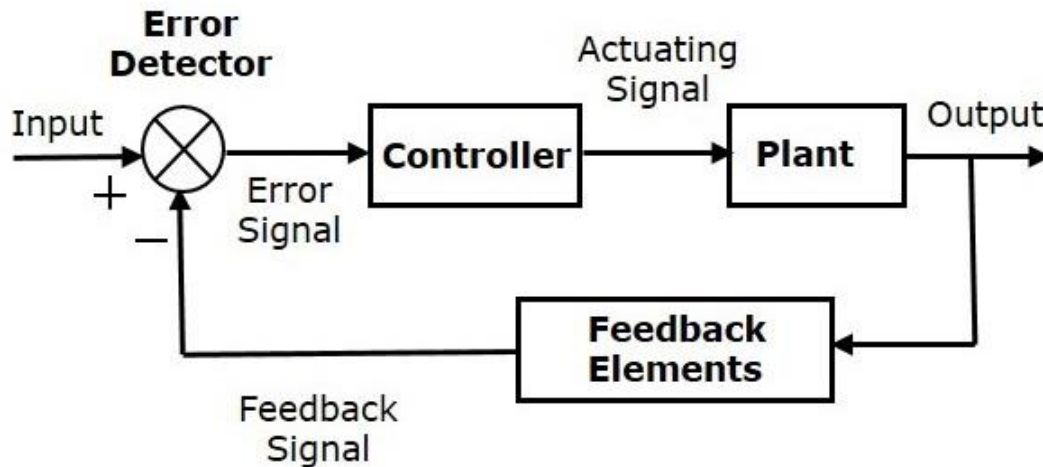 Error
Detector
Input
+
−
Error
Signal
Controller
Actuating
Signal
Plant
Output
Feedback
Elements
Feedback
Signal